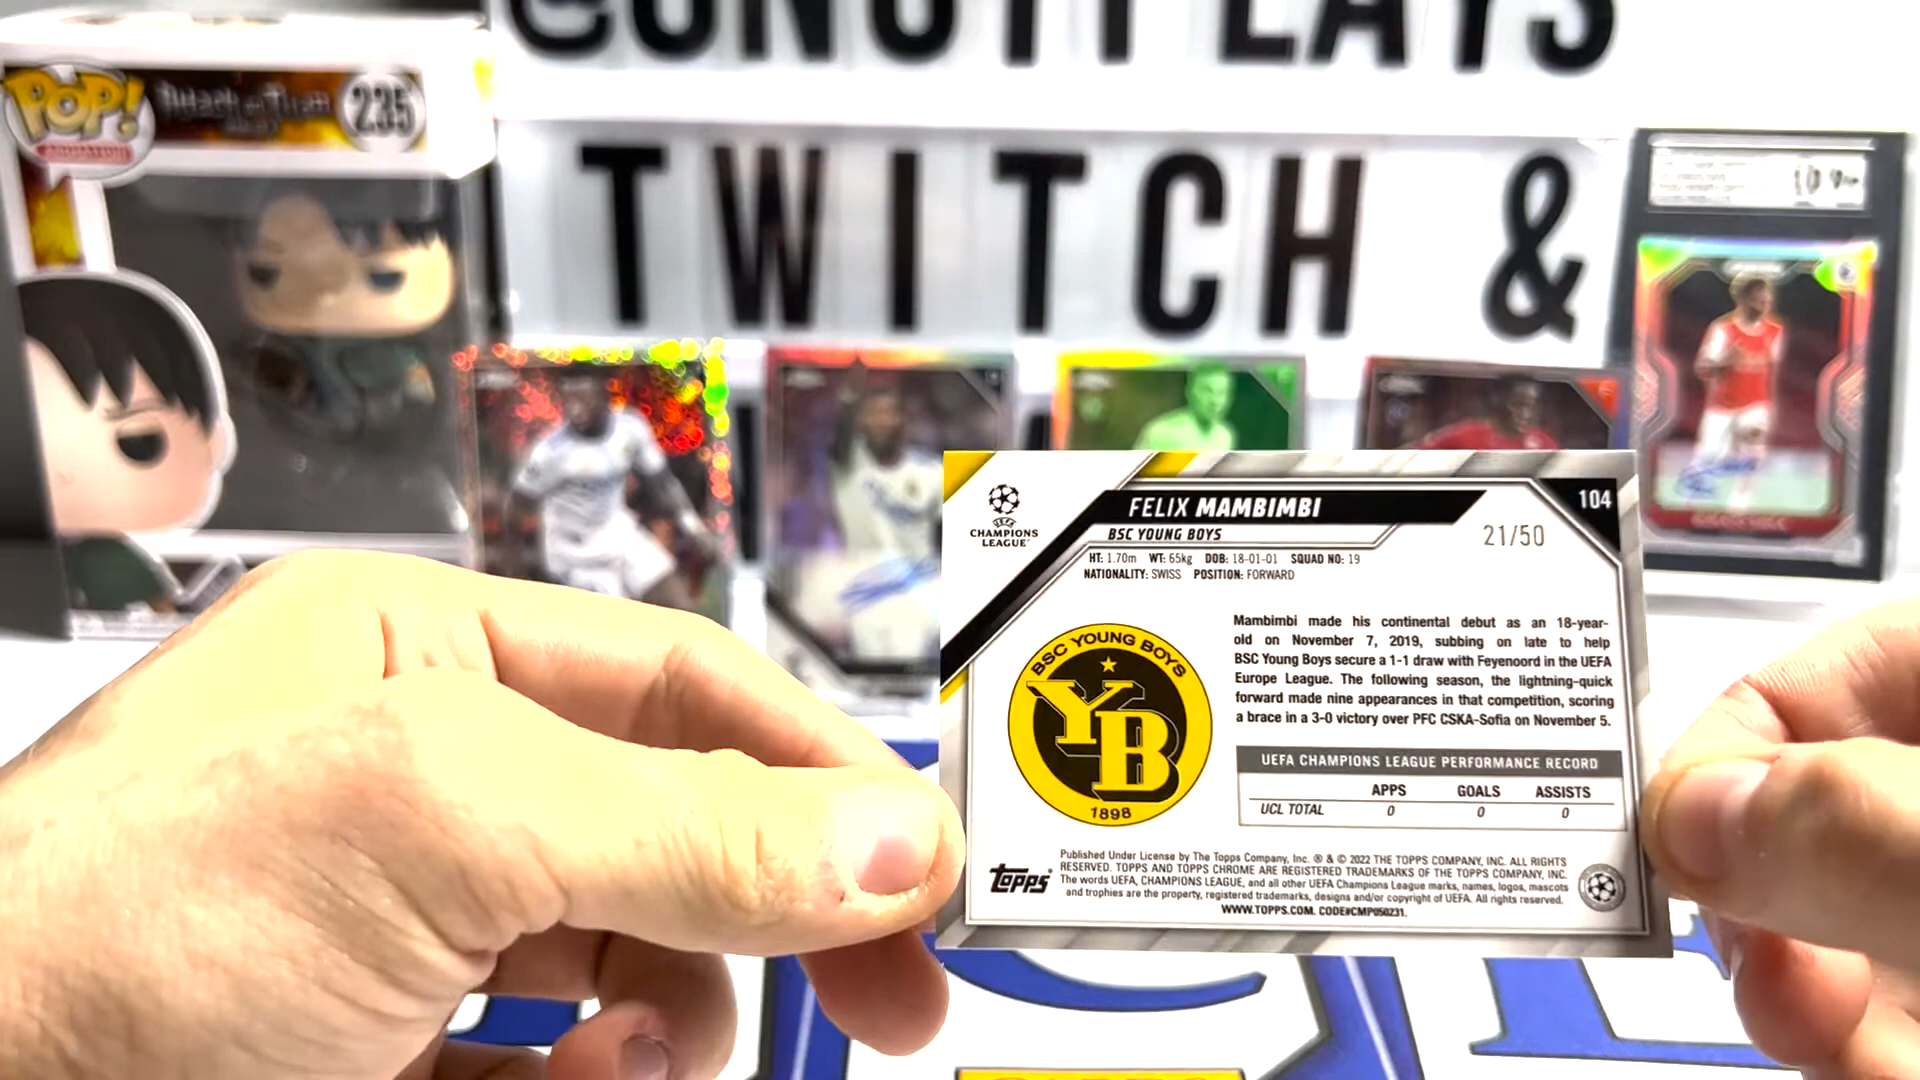 POP!
ANIMATION
Attack on Titan
235
TWITCH &
10
UEFA
CHAMPIONS
LEAGUE
FELIX MAMBIMBI
104
BSC YOUNG BOYS
21/50
HT: 1.70m WT: 65kg DOB: 18-01-01 SQUAD NO: 19
NATIONALITY: SWISS POSITION: FORWARD
Mambimbi made his continental debut as an 18-year-
old on November 7, 2019, subbing on late to help
BSC Young Boys secure a 1-1 draw with Feyenoord in the UEFA
Europe League. The following season, the lightning-quick
forward made nine appearances in that competition, scoring
a brace in a 3-0 victory over PFC CSKA-Sofia on November 5.
BSC YOUNG BOYS
YB
1898
UEFA CHAMPIONS LEAGUE PERFORMANCE RECORD
APPS GOALS ASSISTS
UCL TOTAL 0 0 0
topps
Published Under License by The Topps Company, Inc. ® & © 2022 THE TOPPS COMPANY, INC. ALL RIGHTS
RESERVED. TOPPS AND TOPPS CHROME ARE REGISTERED TRADEMARKS OF THE TOPPS COMPANY, INC.
The words UEFA, CHAMPIONS LEAGUE, and all other UEFA Champions League marks, names, logos, mascots
and trophies are the property, registered trademarks, designs and/or copyright of UEFA. All rights reserved.
WWW.TOPPS.COM. CODE#CMP050231.